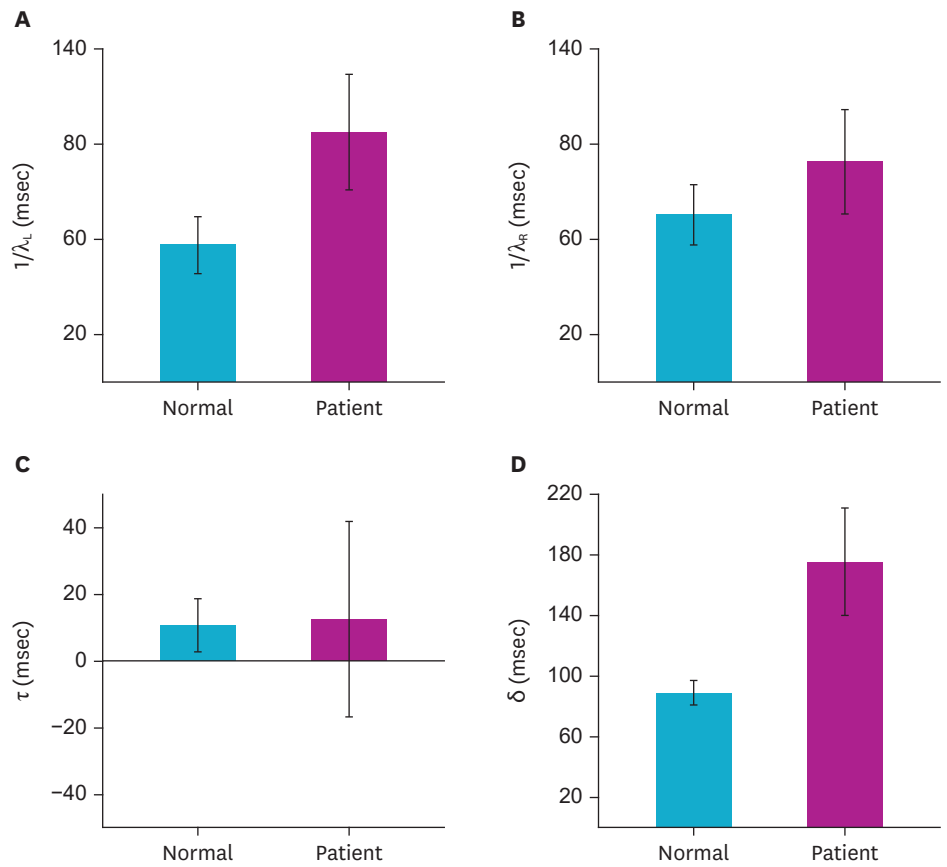 A
140
80
60
20
1/λL (msec)
Normal Patient
B
140
80
60
20
1/λR (msec)
Normal Patient
C
40
20
0
−20
−40
τ (msec)
Normal Patient
D
220
180
140
100
60
20
δ (msec)
Normal Patient